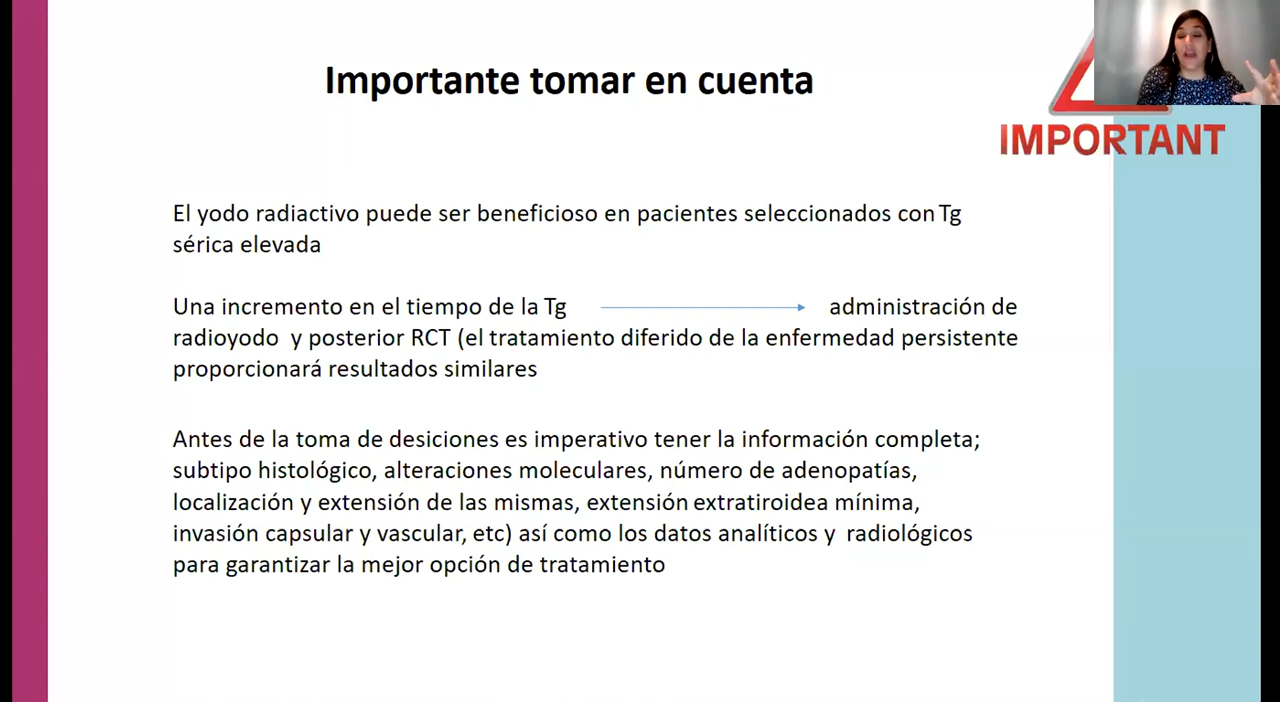 Importante tomar en cuenta
IMPORTANT
El yodo radiactivo puede ser beneficioso en pacientes seleccionados con Tg
sérica elevada
Una incremento en el tiempo de la Tg administración de
radioyodo y posterior RCT (el tratamiento diferido de la enfermedad persistente
proporcionará resultados similares
Antes de la toma de desiciones es imperativo tener la información completa;
subtipo histológico, alteraciones moleculares, número de adenopatías,
localización y extensión de las mismas, extensión extratiroidea mínima,
invasión capsular y vascular, etc) así como los datos analíticos y radiológicos
para garantizar la mejor opción de tratamiento